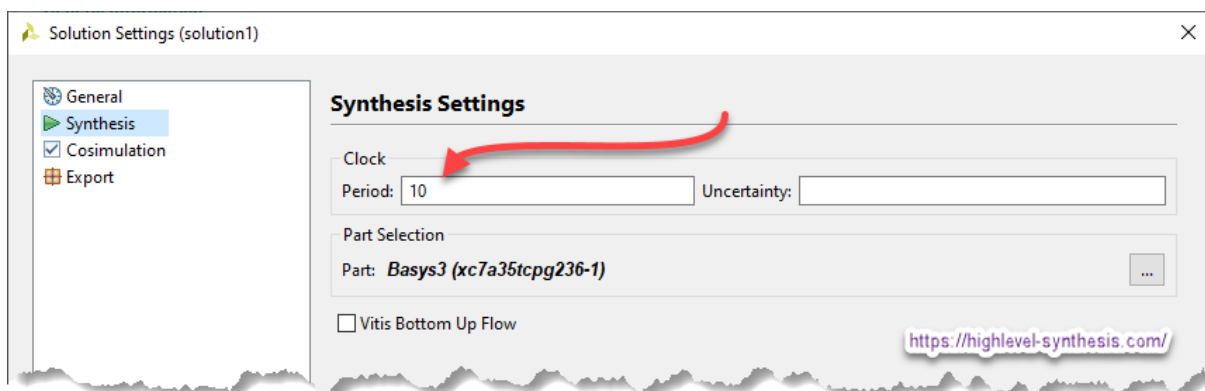 Solution Settings (solution1)
General
Synthesis
Cosimulation
Export
Synthesis Settings
Clock
Period: 10 Uncertainty:
Part Selection
Part: Basys3 (xc7a35tcpg236-1) ...
Vitis Bottom Up Flow
https://highlevel-synthesis.com/